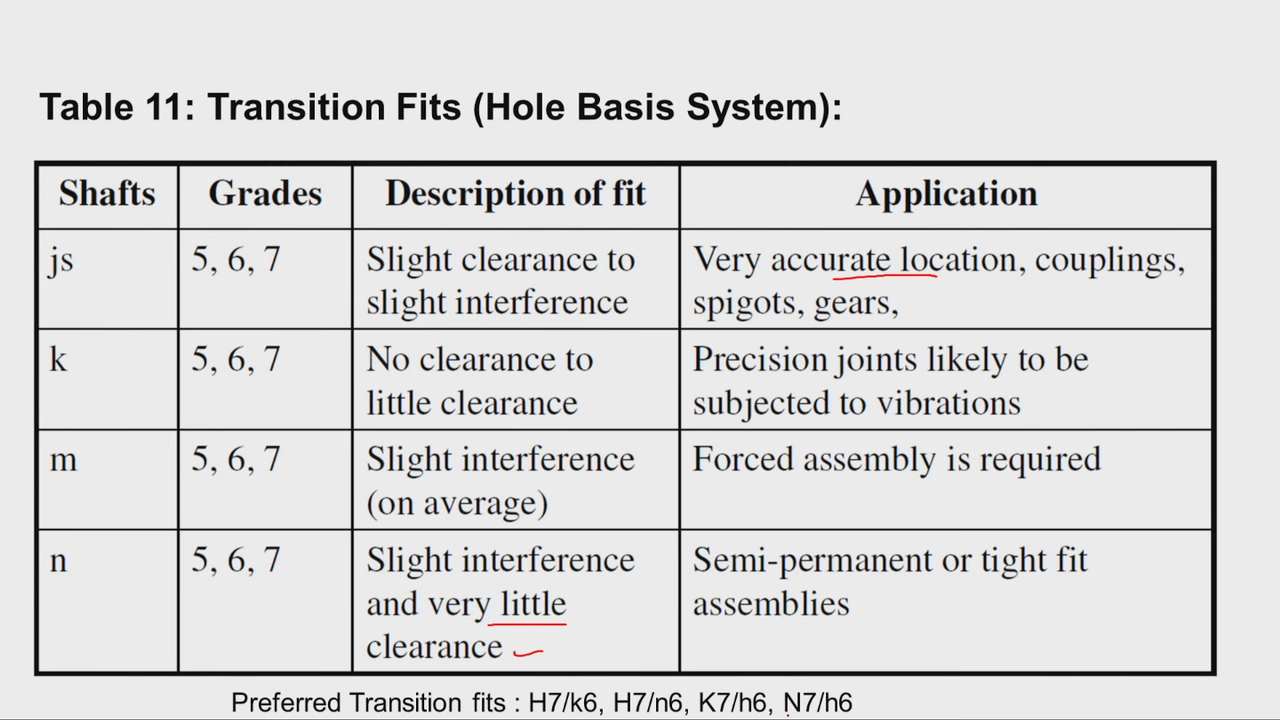 Table 11: Transition Fits (Hole Basis System):
Shafts Grades Description of fit Application
js 5, 6, 7 Slight clearance to Very accurate location, couplings,
slight interference spigots, gears,
k 5, 6, 7 No clearance to Precision joints likely to be
little clearance subjected to vibrations
m 5, 6, 7 Slight interference Forced assembly is required
(on average)
n 5, 6, 7 Slight interference Semi-permanent or tight fit
and very little assemblies
clearance
Preferred Transition fits : H7/k6, H7/n6, K7/h6, N7/h6